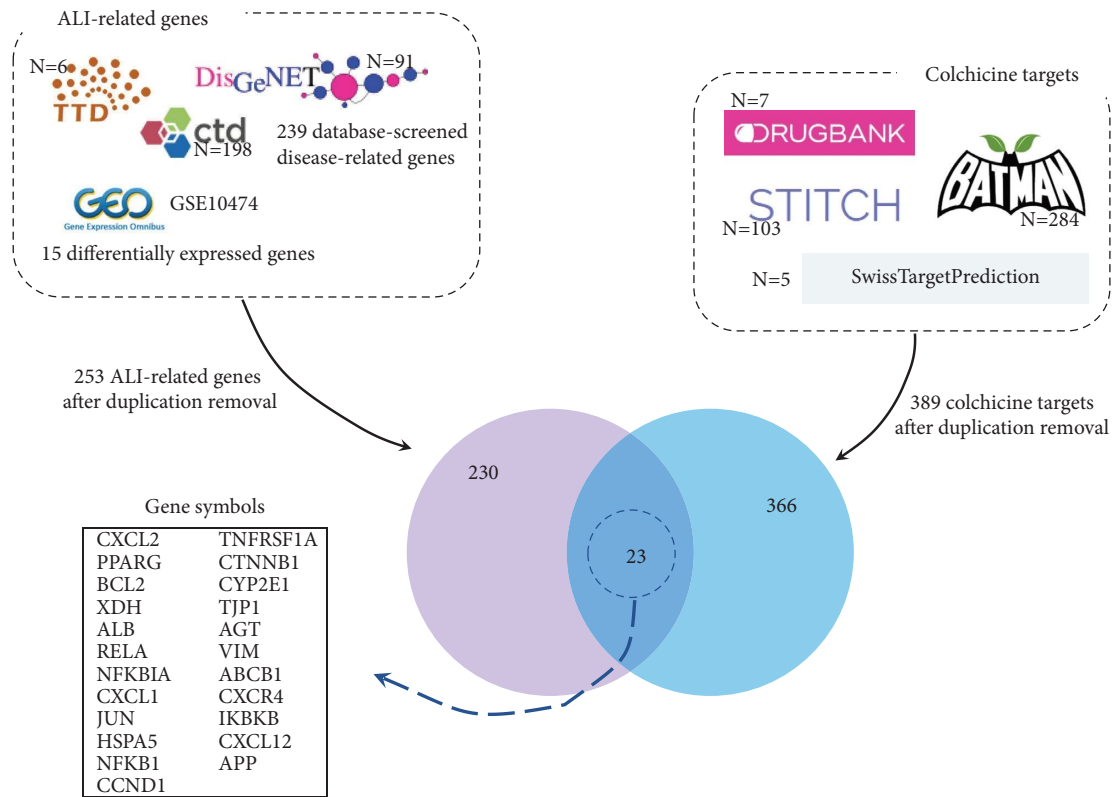 ALI-related genes
N=6
TTD
DisGeNET
N=91
ctd
N=198
239 database-screened
disease-related genes
GEO
Gene Expression Omnibus
GSE10474
15 differentially expressed genes
Colchicine targets
N=7
DRUGBANK
BATMAN
N=284
STITCH
N=103
N=5
SwissTargetPrediction
253 ALI-related genes
after duplication removal
389 colchicine targets
after duplication removal
230
23
366
Gene symbols
CXCL2 TNFRSF1A
PPARG CTNNB1
BCL2 CYP2E1
XDH TJP1
ALB AGT
RELA VIM
NFKBIA ABCB1
CXCL1 CXCR4
JUN IKBKB
HSPA5 CXCL12
NFKB1 APP
CCND1